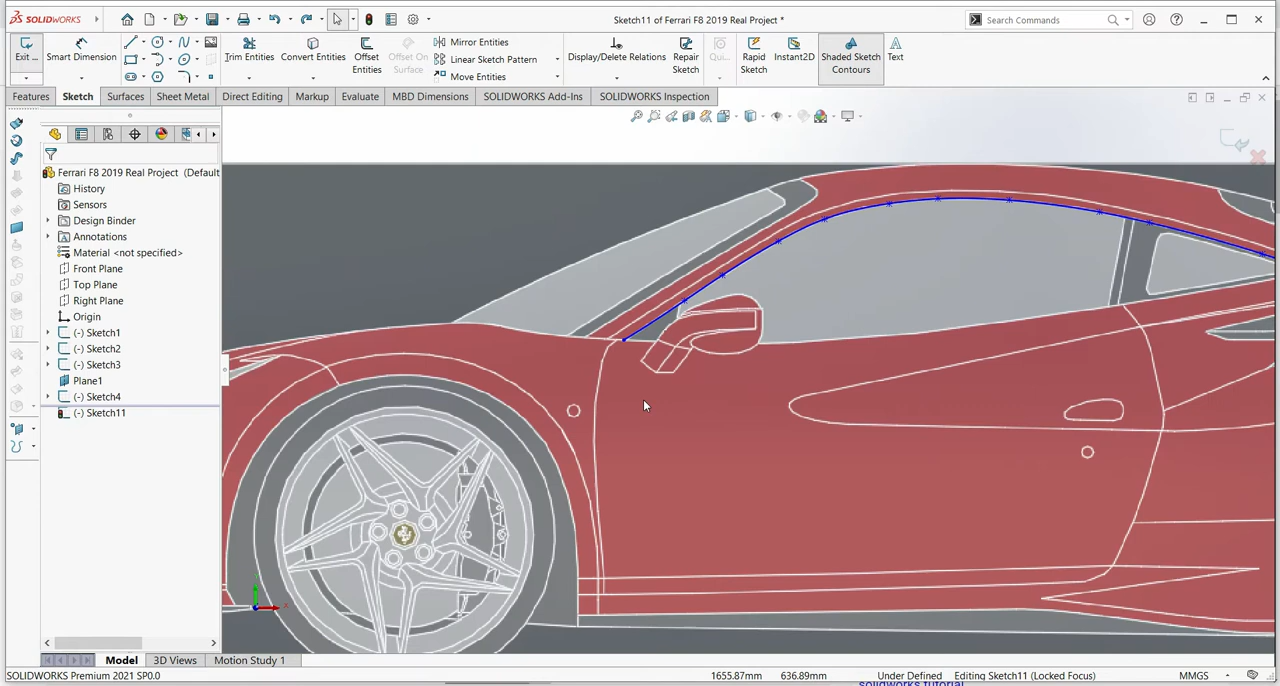 SOLIDWORKS
Sketch11 of Ferrari F8 2019 Real Project *
Search Commands
Exit ...
Smart Dimension
Trim Entities
Convert Entities
Offset Entities
Offset On Surface
Mirror Entities
Linear Sketch Pattern
Move Entities
Display/Delete Relations
Repair Sketch
Qui...
Rapid Sketch
Instant2D
Shaded Sketch Contours
Text
Features
Sketch
Surfaces
Sheet Metal
Direct Editing
Markup
Evaluate
MBD Dimensions
SOLIDWORKS Add-Ins
SOLIDWORKS Inspection
Ferrari F8 2019 Real Project (Default
History
Sensors
Design Binder
Annotations
Material <not specified>
Front Plane
Top Plane
Right Plane
Origin
(-) Sketch1
(-) Sketch2
(-) Sketch3
Plane1
(-) Sketch4
(-) Sketch11
Model
3D Views
Motion Study 1
SOLIDWORKS Premium 2021 SP0.0
1655.87mm
636.89mm
Under Defined
Editing Sketch11 (Locked Focus)
MMGS
solidworks tutorial